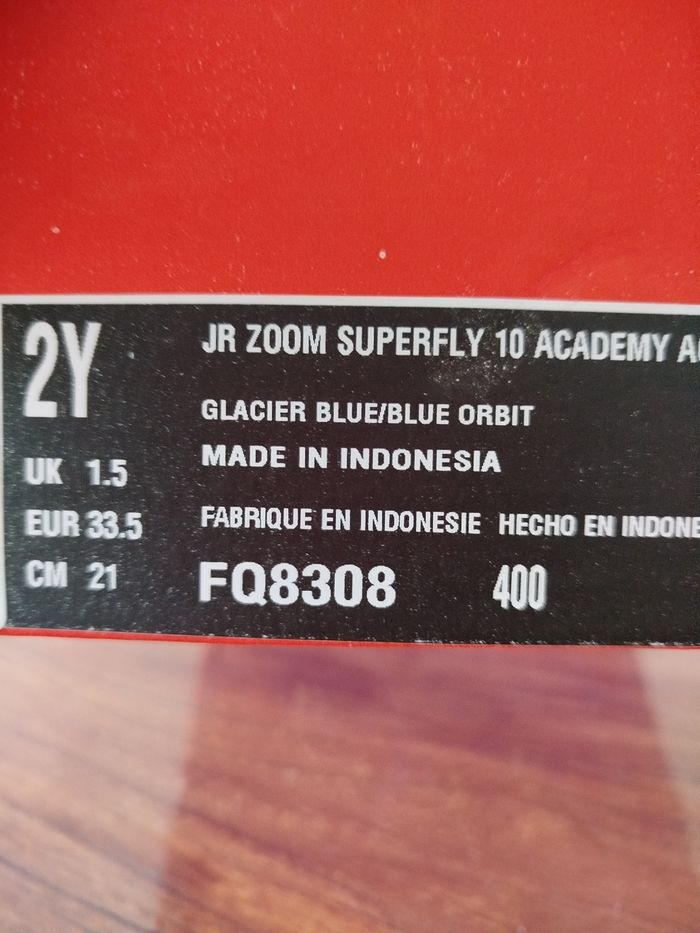 2Y
JR ZOOM SUPERFLY 10 ACADEMY
GLACIER BLUE/BLUE ORBIT
MADE IN INDONESIA
UK 1.5
EUR 33.5
FABRIQUE EN INDONESIE HECHO EN INDONE
CM 21
FQ8308 400